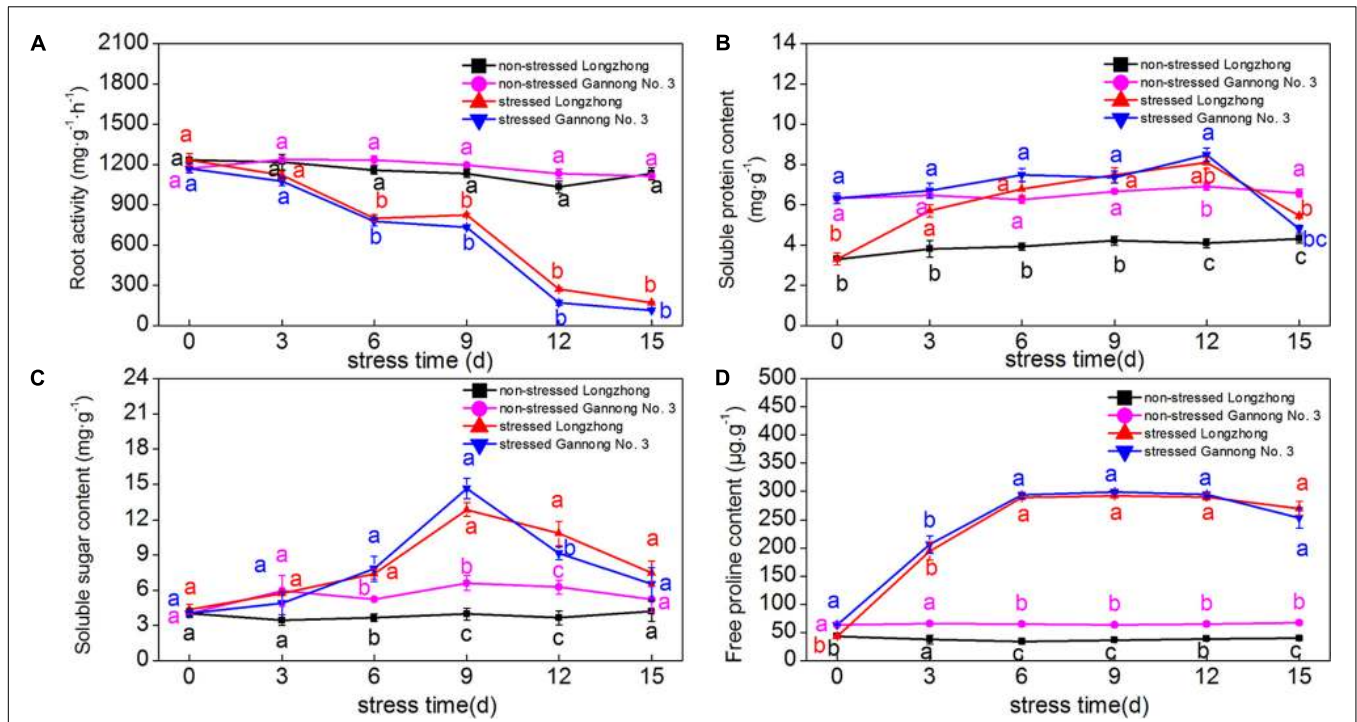 A
2100
1800
1500
1200
900
600
300
0
Root activity (mg·g-1·h-1)
non-stressed Longzhong
non-stressed Gannong No. 3
stressed Longzhong
stressed Gannong No. 3
a a a a a a
a a a a a a
a a b b b b
a a b b b b
0 3 6 9 12 15
stress time (d)
B
14
12
10
8
6
4
2
0
Soluble protein content
(mg·g-1)
non-stressed Longzhong
non-stressed Gannong No. 3
stressed Longzhong
stressed Gannong No. 3
a a a a a bc
a a a a b a
b a a a ab b
b b b b c c
0 3 6 9 12 15
stress time(d)
C
24
21
18
15
12
9
6
3
0
Soluble sugar content (mg·g-1)
non-stressed Longzhong
non-stressed Gannong No. 3
stressed Longzhong
stressed Gannong No. 3
a a a a b a
a a a a a a
a a b b c a
a a b c c a
0 3 6 9 12 15
stress time(d)
D
500
450
400
350
300
250
200
150
100
50
0
Free proline content (μg.g-1)
non-stressed Longzhong
non-stressed Gannong No. 3
stressed Longzhong
stressed Gannong No. 3
a b a a a a
b b a a a a
a a b b b b
b a c c b c
0 3 6 9 12 15
stress time(d)